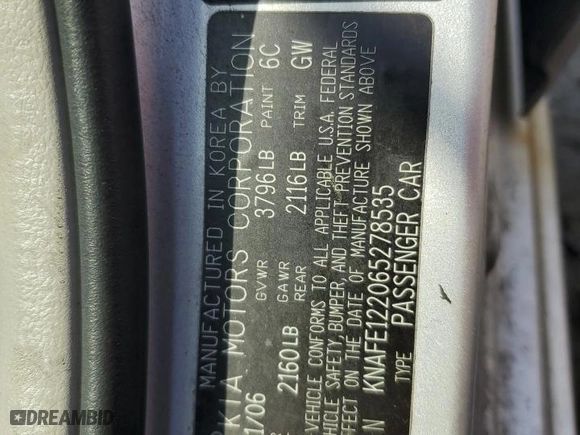 MANUFACTURED IN KOREA BY
KIA MOTORS CORPORATION
/06 GVWR 3796LB PAINT 6C
2160LB GAWR REAR 2116LB TRIM GW
VEHICLE CONFORMS TO ALL APPLICABLE U.S.A. FEDERAL
VEHICLE SAFETY, BUMPER, AND THEFT PREVENTION STANDARDS
EFFECT ON THE DATE OF MANUFACTURE SHOWN ABOVE
KNAFE122065278535
TYPE PASSENGER CAR
DREAMBID